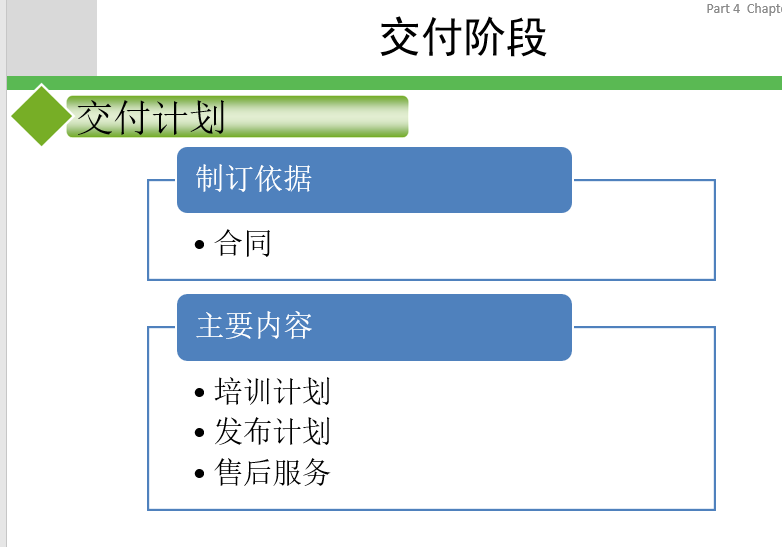 Part 4 Chapt
交付阶段
交付计划
制订依据
• 合同
主要内容
• 培训计划
• 发布计划
• 售后服务